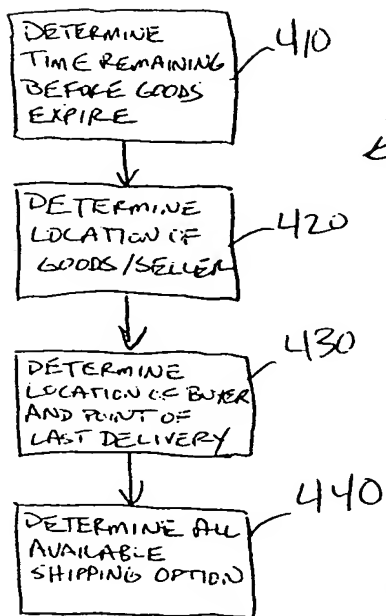 DETERMINE
TIME REMAINING
BEFORE GOODS
EXPIRE
410
DETERMINE
LOCATION OF
GOODS/SELLER
420
DETERMINE
LOCATION OF BUYER
AND POINT OF
LAST DELIVERY
430
DETERMINE ALL
AVAILABLE
SHIPPING OPTION
440